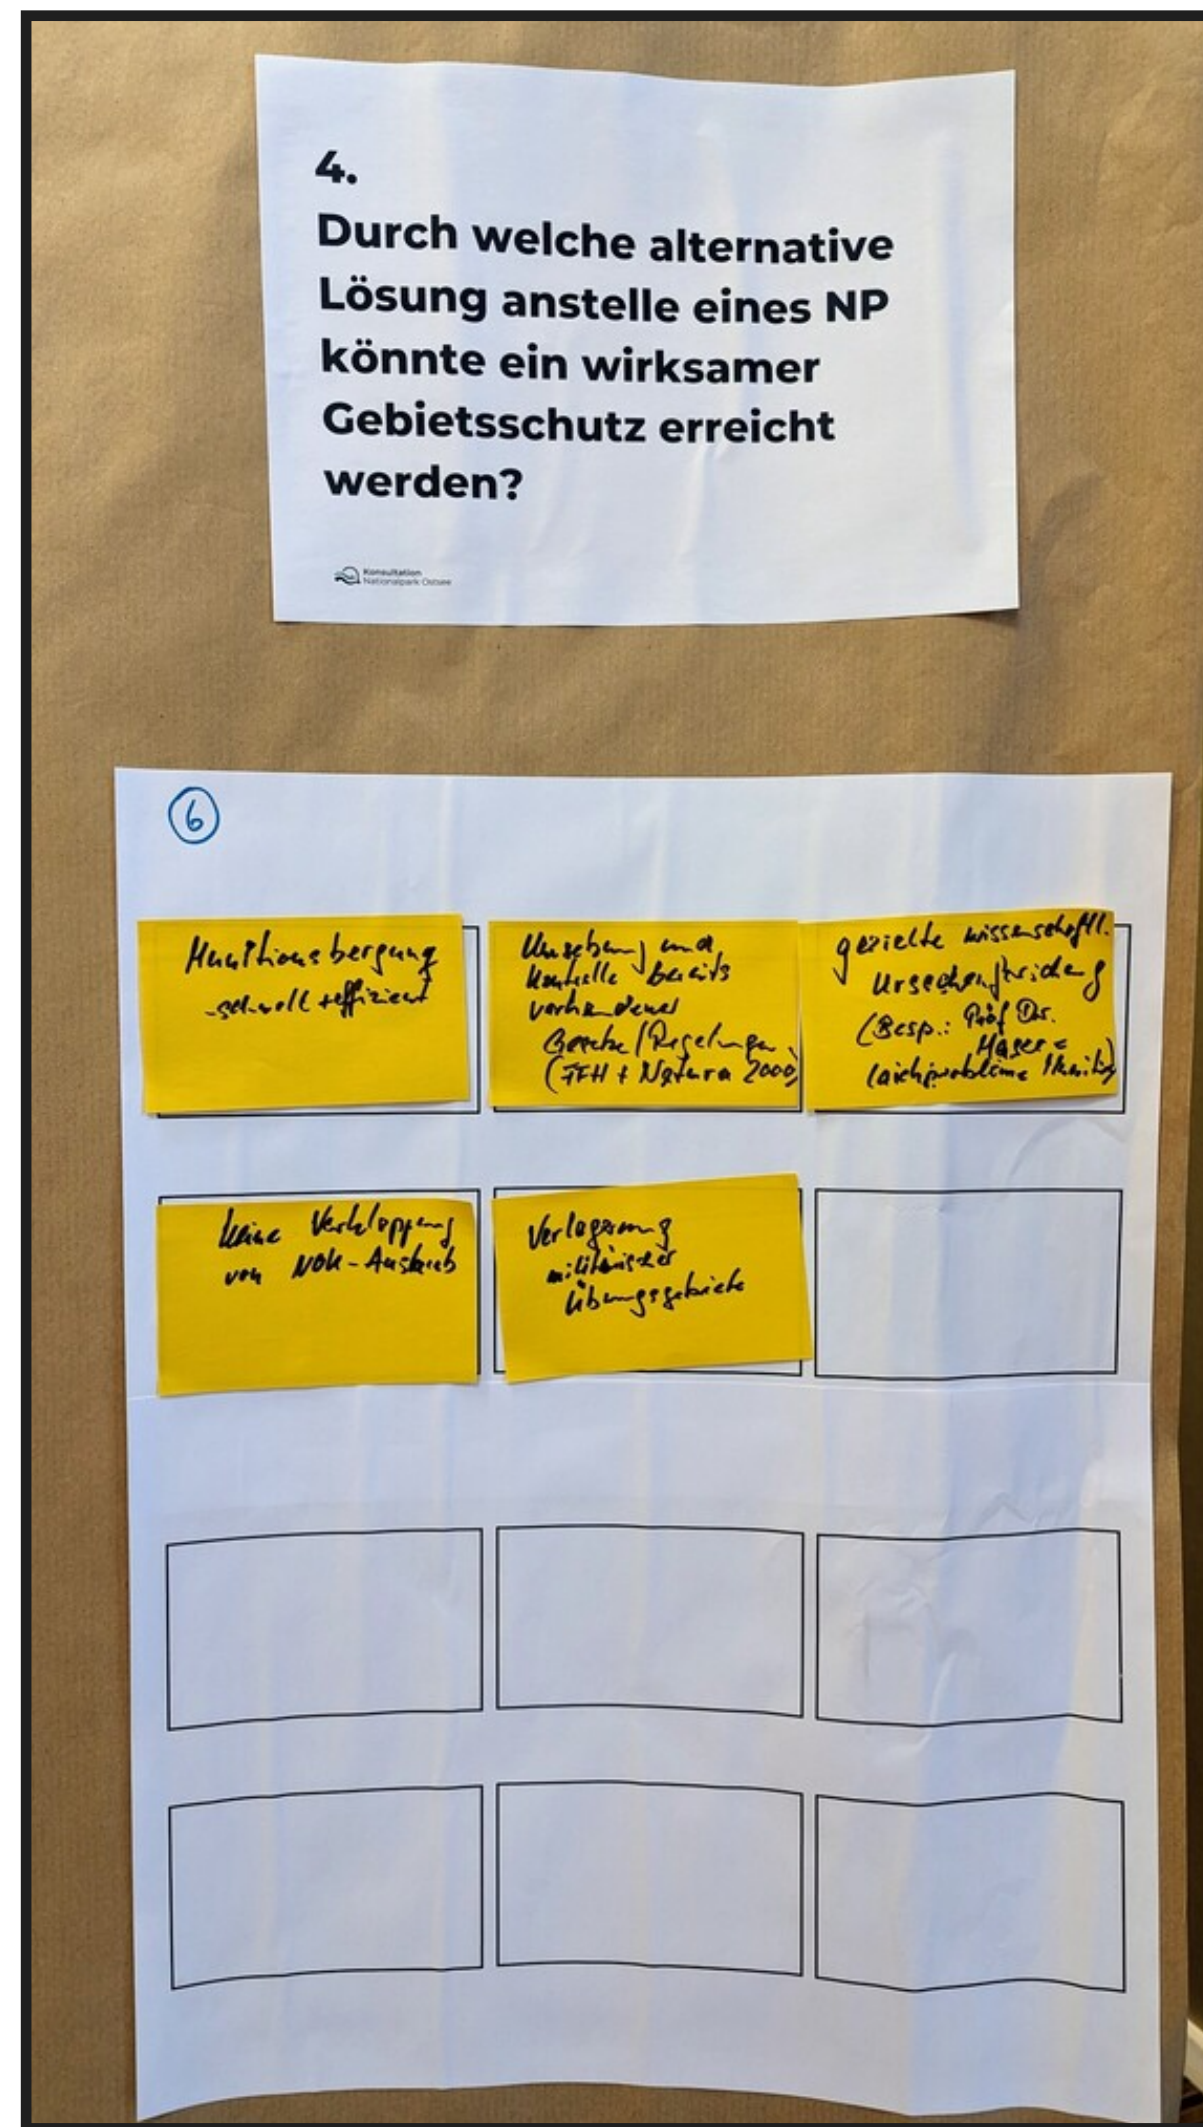 4.
Durch welche alternative
Lösung anstelle eines NP
könnte ein wirksamer
Gebietsschutz erreicht
werden?
Konsultation
Nationalpark Ostsee
6
Munitionsbergung
- schnell + effizient
Umsetzung und
Kontrolle bereits
vorhandener
Gesetze / Regelungen
(FFH + Natura 2000)
gezielte wissenschaftl.
Ursachenforschung
(Besp.: Prof Dr.
Laichprobleme
keine Verklappung
von NOK-Aushub
Verlagerung
militärischer
Übungsgebiete